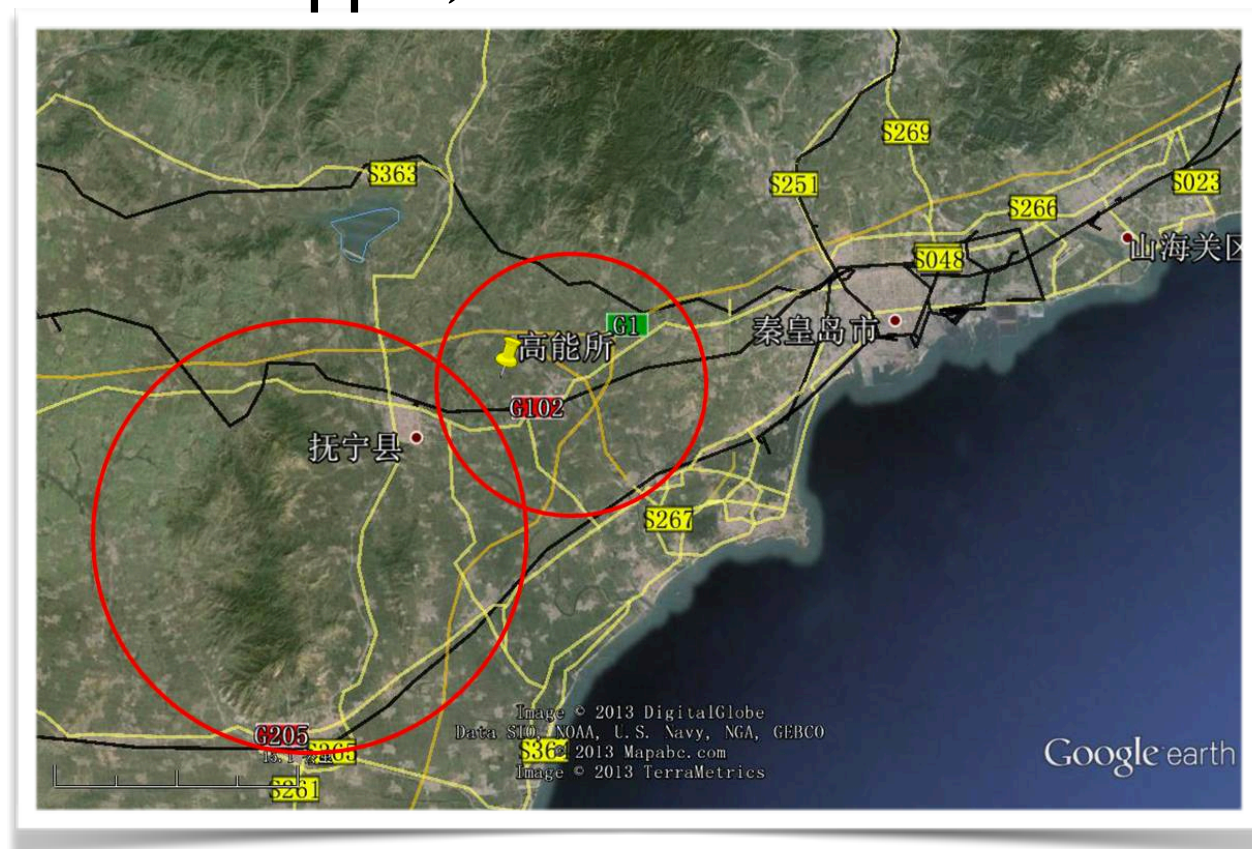 S269
S363
S251
S023
S266
山海关区
S048
G1
秦皇岛市
高能所
G102
抚宁县
S267
Image © 2013 DigitalGlobe
G205
Data SIO, NOAA, U.S. Navy, NGA, GEBCO
© 2013 Mapabc.com
Google earth
Image © 2013 TerraMetrics
S261